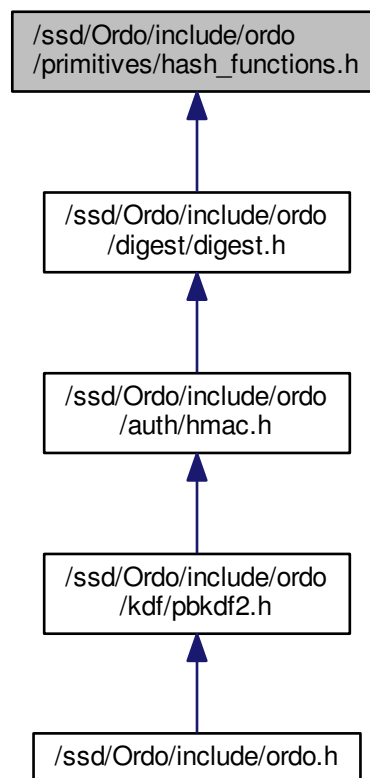 /ssd/Ordo/include/ordo
/primitives/hash_functions.h
/ssd/Ordo/include/ordo
/digest/digest.h
/ssd/Ordo/include/ordo
/auth/hmac.h
/ssd/Ordo/include/ordo
/kdf/pbkdf2.h
/ssd/Ordo/include/ordo.h